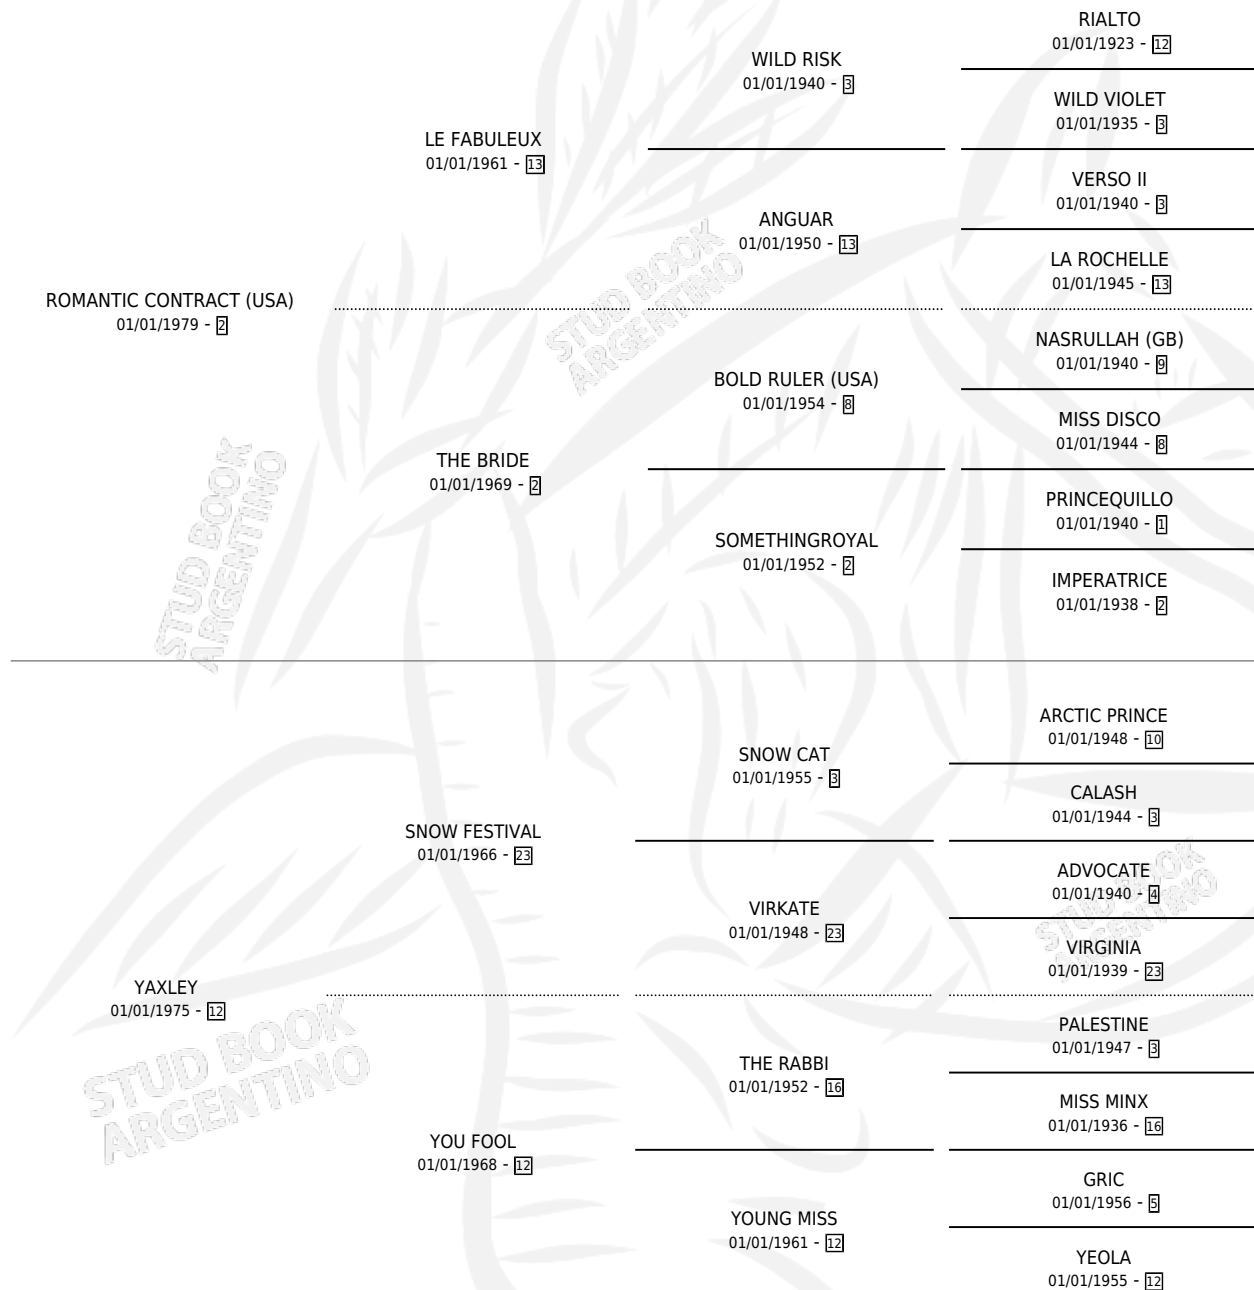 RIALTO
01/01/1923 - 12
WILD RISK
01/01/1940 - 3
WILD VIOLET
01/01/1935 - 3
LE FABULEUX
01/01/1961 - 13
VERSO II
01/01/1940 - 3
ANGUAR
01/01/1950 - 13
LA ROCHELLE
01/01/1945 - 13
ROMANTIC CONTRACT (USA)
01/01/1979 - 2
NASRULLAH (GB)
01/01/1940 - 9
BOLD RULER (USA)
01/01/1954 - 8
MISS DISCO
01/01/1944 - 8
THE BRIDE
01/01/1969 - 2
PRINCEQUILLO
01/01/1940 - 1
SOMETHINGROYAL
01/01/1952 - 2
IMPERATRICE
01/01/1938 - 2
ARCTIC PRINCE
01/01/1948 - 10
SNOW CAT
01/01/1955 - 3
CALASH
01/01/1944 - 3
SNOW FESTIVAL
01/01/1966 - 23
ADVOCATE
01/01/1940 - 4
VIRKATE
01/01/1948 - 23
VIRGINIA
01/01/1939 - 23
YAXLEY
01/01/1975 - 12
PALESTINE
01/01/1947 - 3
THE RABBI
01/01/1952 - 16
MISS MINX
01/01/1936 - 16
YOU FOOL
01/01/1968 - 12
GRIC
01/01/1956 - 5
YOUNG MISS
01/01/1961 - 12
YEOLA
01/01/1955 - 12
STUD BOOK
ARGENTINO
STUD BOOK
ARGENTINO
STUD BOOK
ARGENTINO
STUD BOOK
ARGENTINO